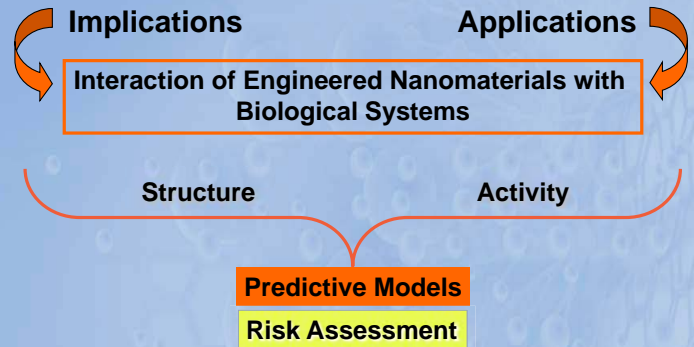 Implications Applications
Interaction of Engineered Nanomaterials with
Biological Systems
Structure Activity
Predictive Models
Risk Assessment